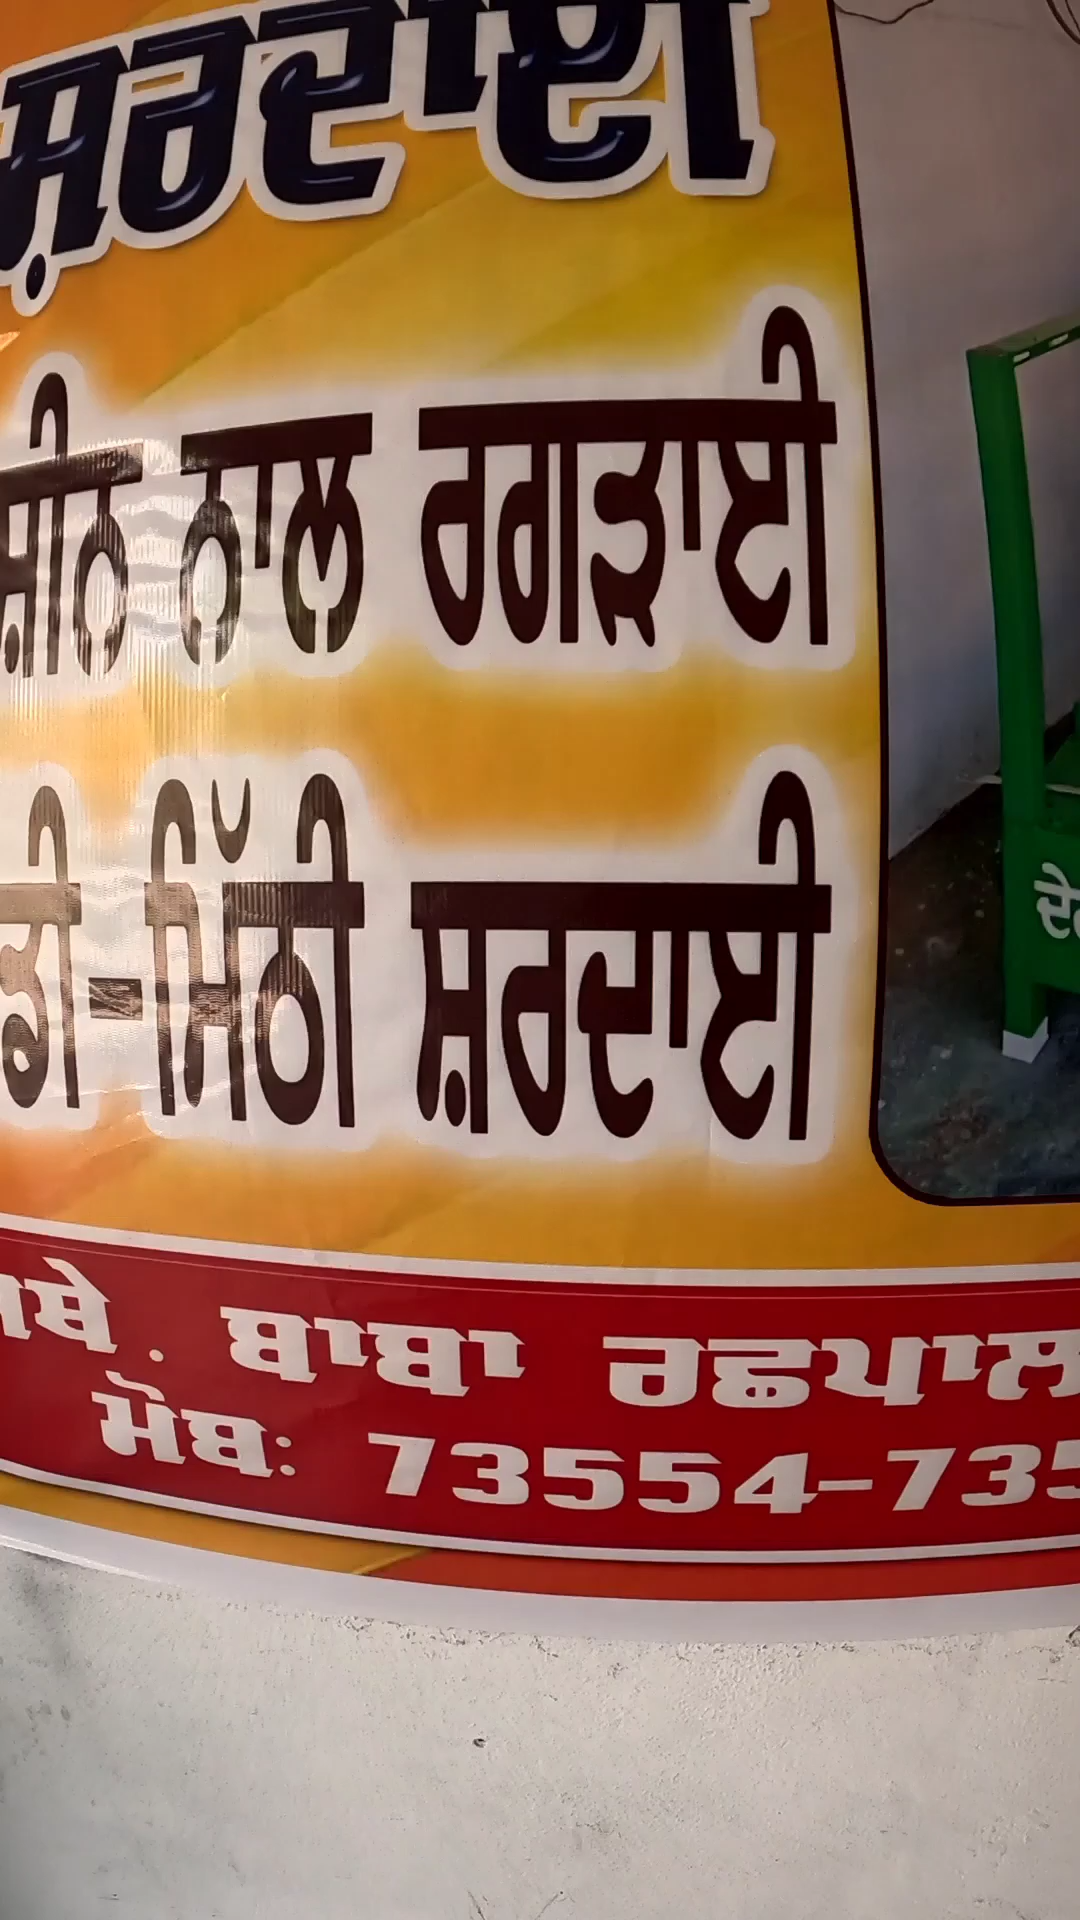 ਸ਼ਰਦਾਈ
ਨਾਲ ਰਗੜਾਈ
ਮਿੱਠੀ ਸ਼ਰਦਾਈ
ਬਾਬਾ ਰਛਪਾਲ
ਮੋਬ: 73554-735